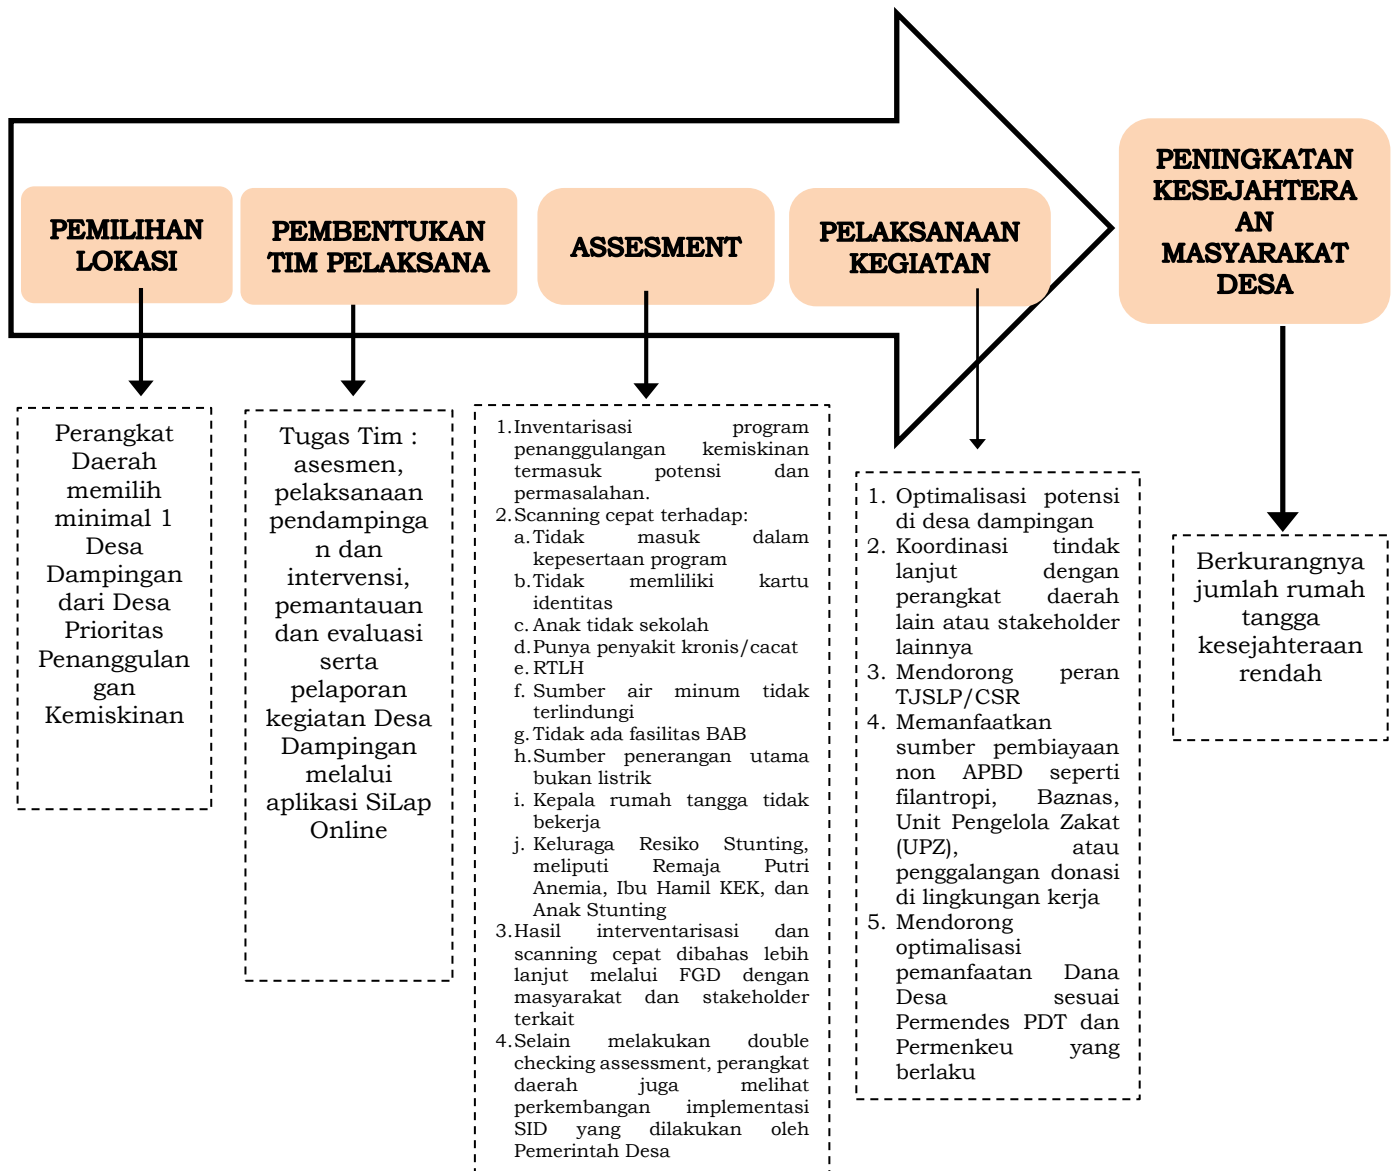 PEMILIHAN
LOKASI
PEMBENTUKAN
TIM PELAKSANA
ASSESMENT
PELAKSANAAN
KEGIATAN
PENINGKATAN
KESEJAHTERA
AN
MASYARAKAT
DESA
Perangkat
Daerah
memilih
minimal 1
Desa
Dampingan
dari Desa
Prioritas
Penanggulan
gan
Kemiskinan
Tugas Tim :
asesmen,
pelaksanaan
pendampinga
n dan
intervensi,
pemantauan
dan evaluasi
serta
pelaporan
kegiatan Desa
Dampingan
melalui
aplikasi SiLap
Online
1. Inventarisasi program
penanggulangan kemiskinan
termasuk potensi dan
permasalahan.
2. Scanning cepat terhadap:
a. Tidak masuk dalam
kepesertaan program
b. Tidak memliliki kartu
identitas
c. Anak tidak sekolah
d. Punya penyakit kronis/cacat
e. RTLH
f. Sumber air minum tidak
terlindungi
g. Tidak ada fasilitas BAB
h. Sumber penerangan utama
bukan listrik
i. Kepala rumah tangga tidak
bekerja
j. Keluraga Resiko Stunting,
meliputi Remaja Putri
Anemia, Ibu Hamil KEK, dan
Anak Stunting
3. Hasil interventarisasi dan
scanning cepat dibahas lebih
lanjut melalui FGD dengan
masyarakat dan stakeholder
terkait
4. Selain melakukan double
checking assessment, perangkat
daerah juga melihat
perkembangan implementasi
SID yang dilakukan oleh
Pemerintah Desa
1. Optimalisasi potensi
di desa dampingan
2. Koordinasi tindak
lanjut dengan
perangkat daerah
lain atau stakeholder
lainnya
3. Mendorong peran
TJSLP/CSR
4. Memanfaatkan
sumber pembiayaan
non APBD seperti
filantropi, Baznas,
Unit Pengelola Zakat
(UPZ), atau
penggalangan donasi
di lingkungan kerja
5. Mendorong
optimalisasi
pemanfaatan Dana
Desa sesuai
Permendes PDT dan
Permenkeu yang
berlaku
Berkurangnya
jumlah rumah
tangga
kesejahteraan
rendah